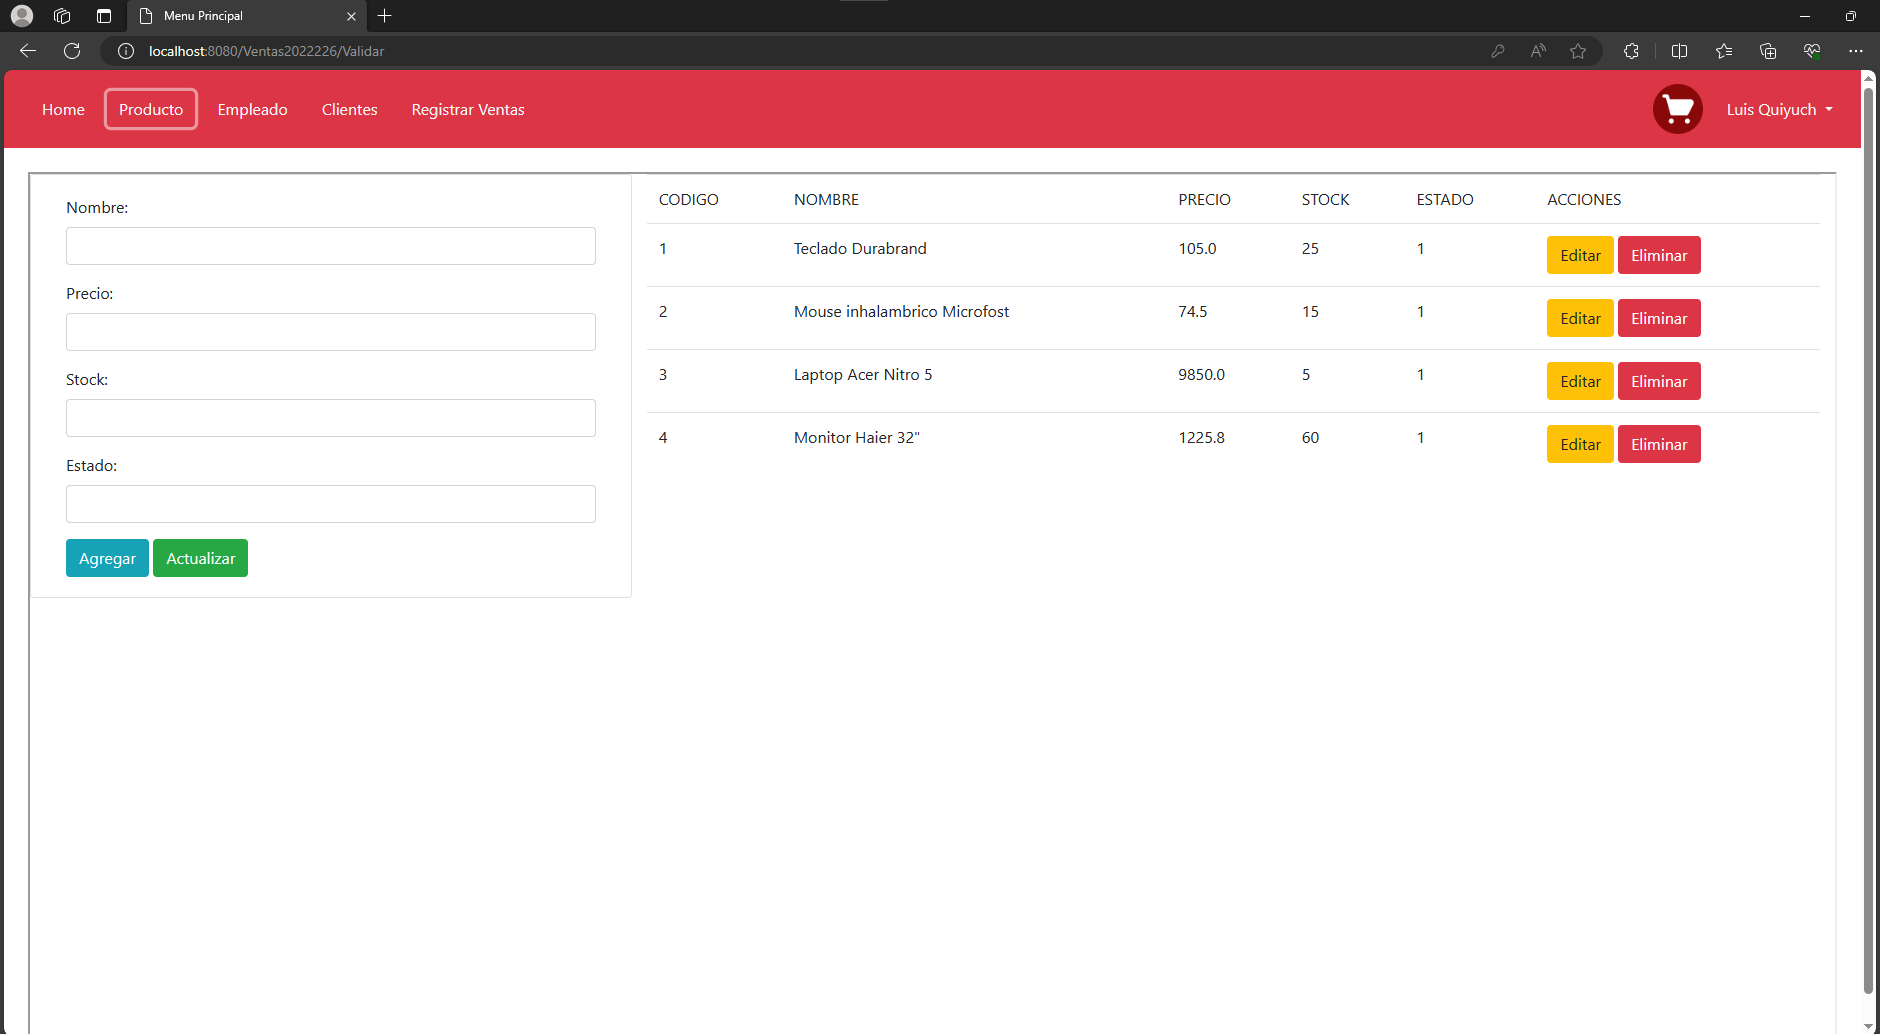 Menu Principal
localhost:8080/Ventas2022226/Validar
Home Producto Empleado Clientes Registrar Ventas Luis Quiyuch
Nombre:
Precio:
Stock:
Estado:
Agregar Actualizar
CODIGO NOMBRE PRECIO STOCK ESTADO ACCIONES
1 Teclado Durabrand 105.0 25 1 Editar Eliminar
2 Mouse inhalambrico Microfost 74.5 15 1 Editar Eliminar
3 Laptop Acer Nitro 5 9850.0 5 1 Editar Eliminar
4 Monitor Haier 32" 1225.8 60 1 Editar Eliminar